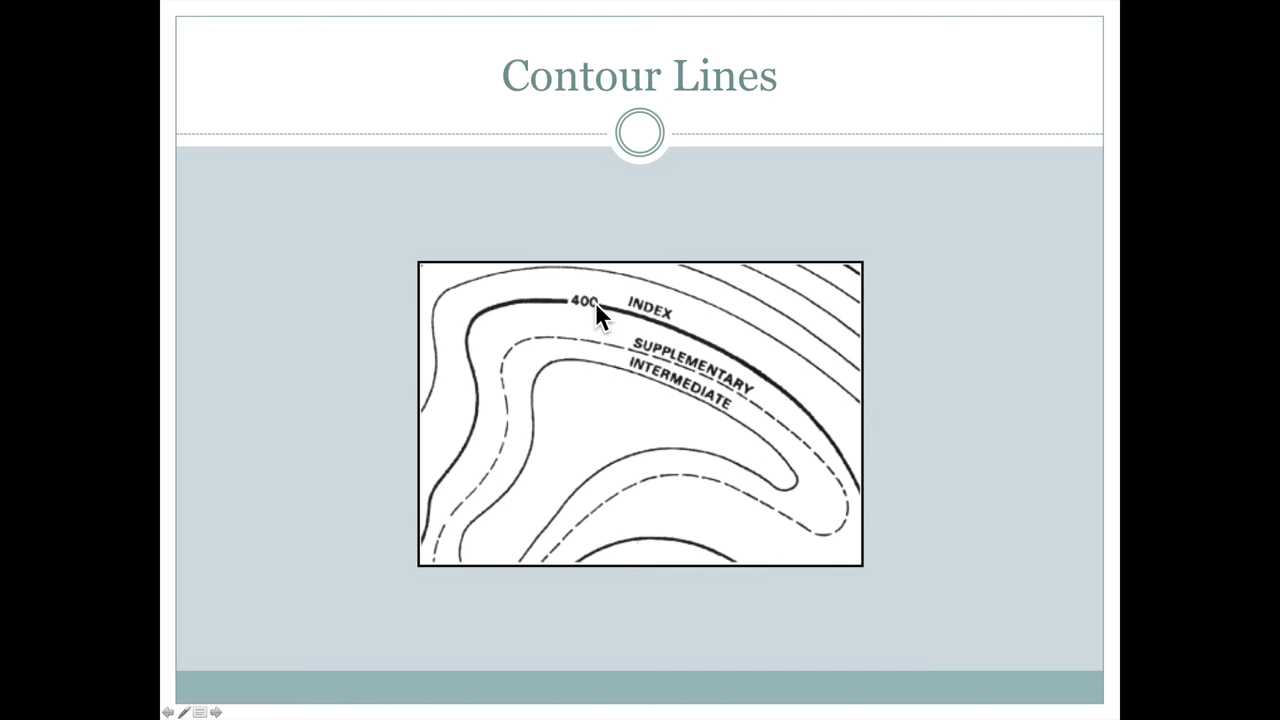 Contour Lines
400
INDEX
SUPPLEMENTARY
INTERMEDIATE